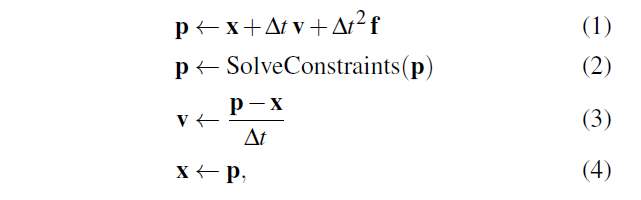 p ← x + Δt v + Δt² f (1)
p ← SolveConstraints(p) (2)
v ← (p − x) / Δt (3)
x ← p, (4)